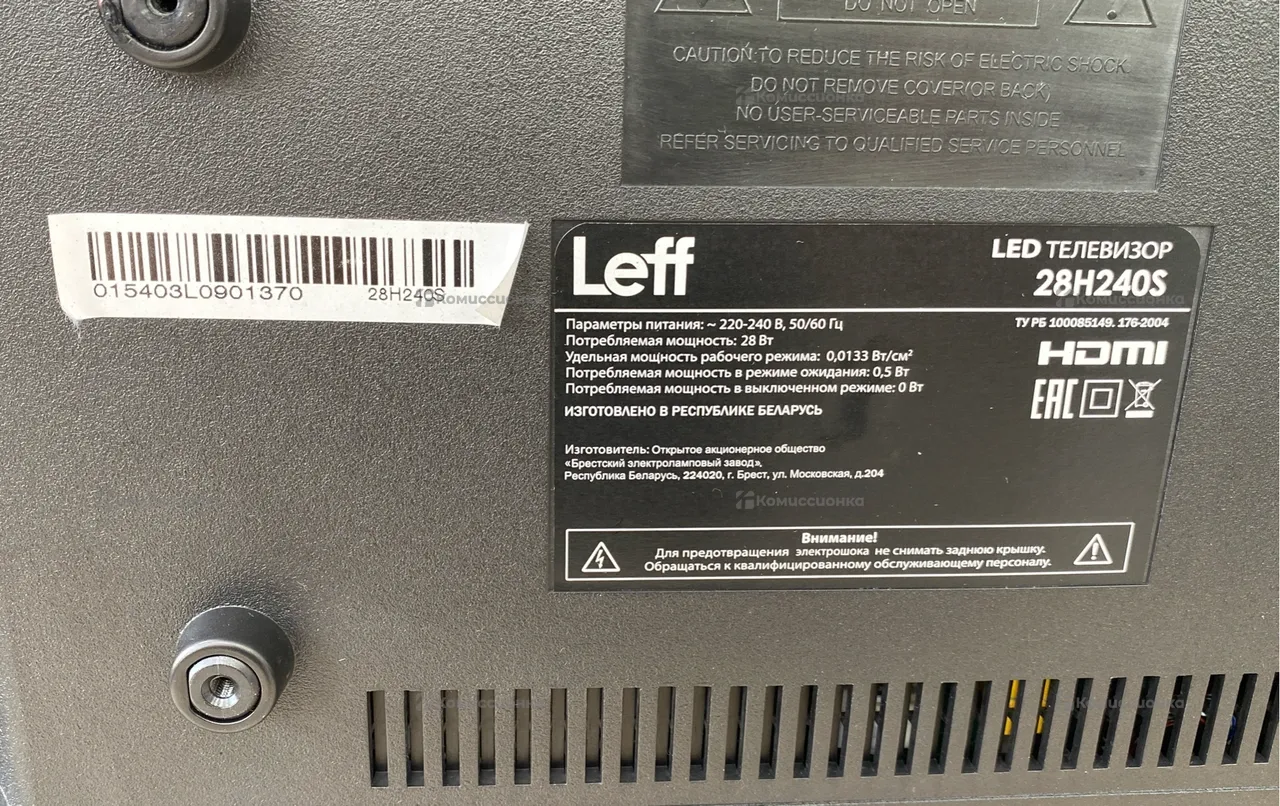 DO NOT OPEN
CAUTION: TO REDUCE THE RISK OF ELECTRIC SHOCK,
DO NOT REMOVE COVER(OR BACK)
NO USER-SERVICEABLE PARTS INSIDE
REFER SERVICING TO QUALIFIED SERVICE PERSONNEL
015403L0901370 28H240S
Leff
LED ТЕЛЕВИЗОР
28H240S
Параметры питания: ~ 220-240 В, 50/60 Гц
Потребляемая мощность: 28 Вт
Удельная мощность рабочего режима: 0,0133 Вт/см²
Потребляемая мощность в режиме ожидания: 0,5 Вт
Потребляемая мощность в выключенном режиме: 0 Вт
ИЗГОТОВЛЕНО В РЕСПУБЛИКЕ БЕЛАРУСЬ
ТУ РБ 100085149. 176-2004
HDMI
EAC
Изготовитель: Открытое акционерное общество
«Брестский электроламповый завод»,
Республика Беларусь, 224020, г. Брест, ул. Московская, д.204
Внимание!
Для предотвращения электрошока не снимать заднюю крышку.
Обращаться к квалифицированному обслуживающему персоналу.
Комиссионка
Комиссионка
Комиссионка
Комиссионка
Комиссионка
Комиссионка